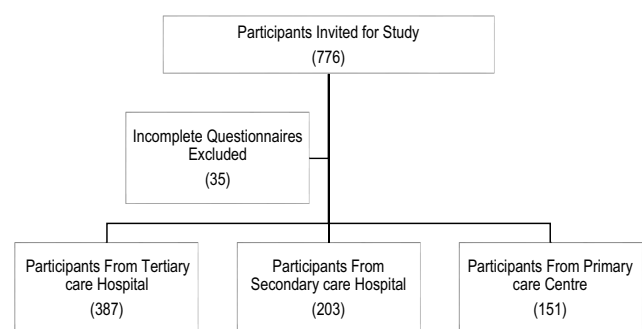 Participants Invited for Study
(776)
Incomplete Questionnaires
Excluded
(35)
Participants From Tertiary
care Hospital
(387)
Participants From
Secondary care Hospital
(203)
Participants From Primary
care Centre
(151)